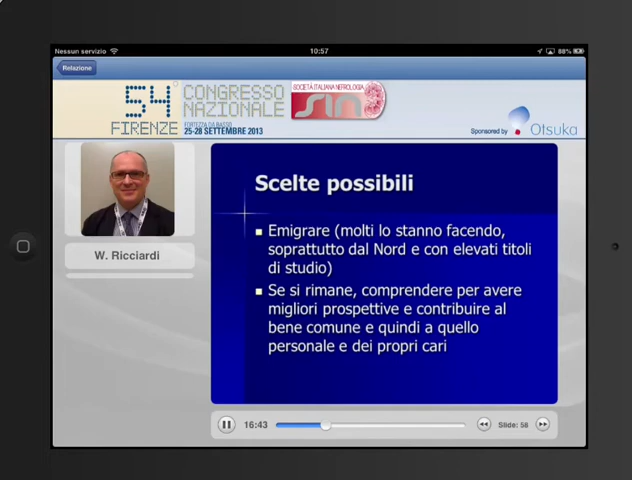 Nessun servizio
10:57
88%
Relazione
54°
CONGRESSO
NAZIONALE
FIRENZE
FORTEZZA DA BASSO
25-28 SETTEMBRE 2013
SOCIETÀ ITALIANA NEFROLOGIA
sin
Sponsored by
Otsuka
W. Ricciardi
Scelte possibili
Emigrare (molti lo stanno facendo,
soprattutto dal Nord e con elevati titoli
di studio)
Se si rimane, comprendere per avere
migliori prospettive e contribuire al
bene comune e quindi a quello
personale e dei propri cari
16:43
Slide: 58